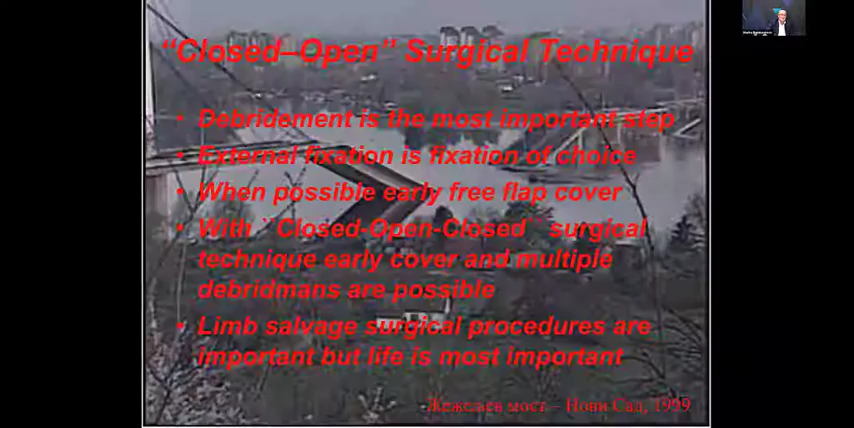 “Closed–Open” Surgical Technique
• Debridement is the most important step
• External fixation is fixation of choice
• When possible early free flap cover
• With ``Closed-Open-Closed`` surgical
technique early cover and multiple
debridmans are possible
• Limb salvage surgical procedures are
important but life is most important
Жежељев мост – Нови Сад, 1999